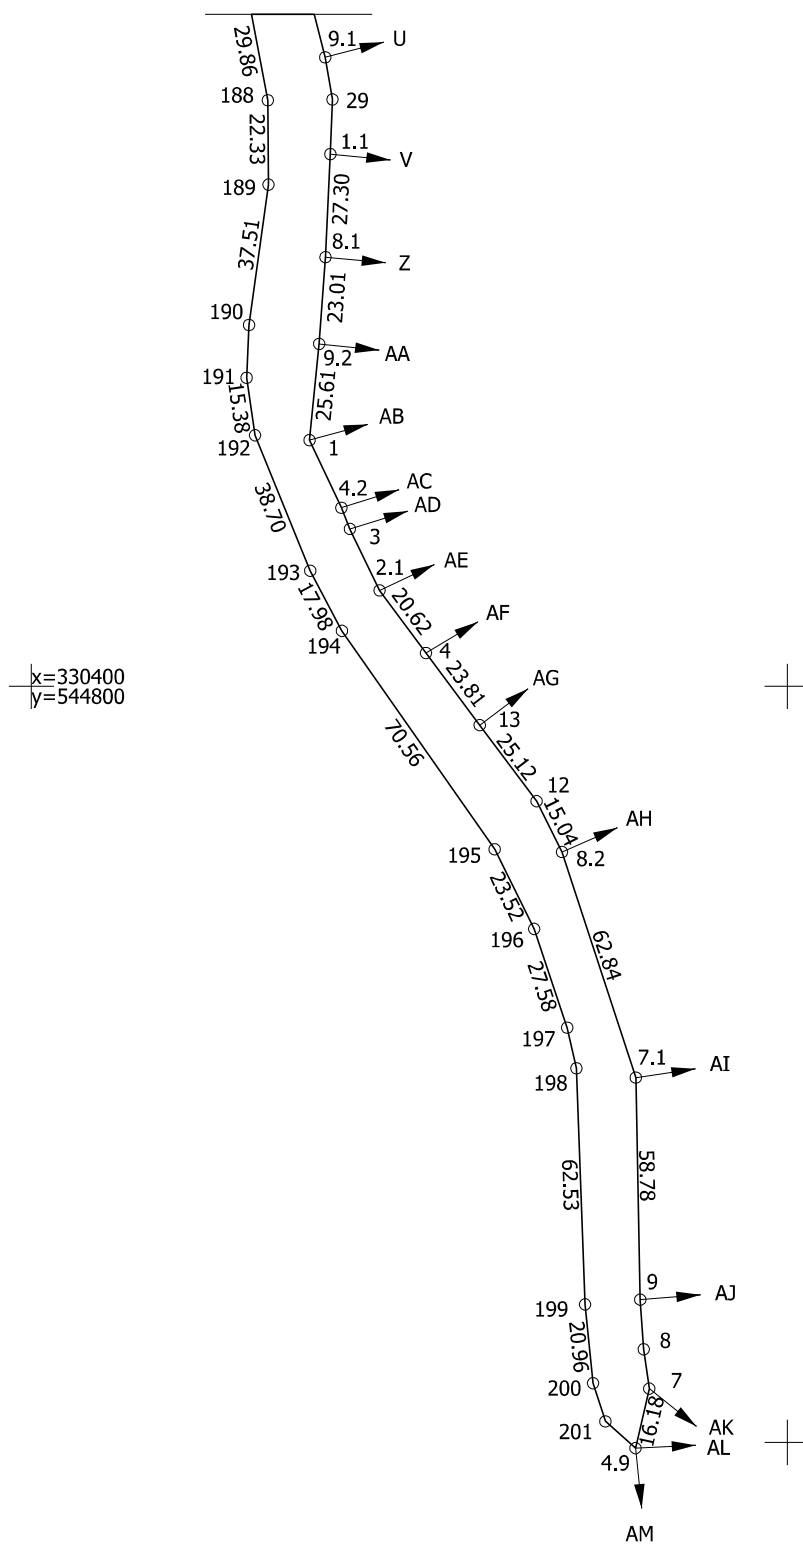 9.1
U
29.86
188
29
22.33
1.1
V
189
27.30
8.1
Z
37.51
190
23.01
9.2
AA
191
25.61
15.38
192
AB
1
4.2
AC
AD
38.70
3
193
2.1
AE
17.98
20.62
194
4
AF
23.81
x=330400
y=544800
AG
13
70.56
25.12
12
15.04
AH
195
8.2
23.52
196
62.84
27.58
197
7.1
AI
198
62.53
58.78
9
AJ
199
8
20.96
200
7
16.18
201
AK
4.9
AL
AM